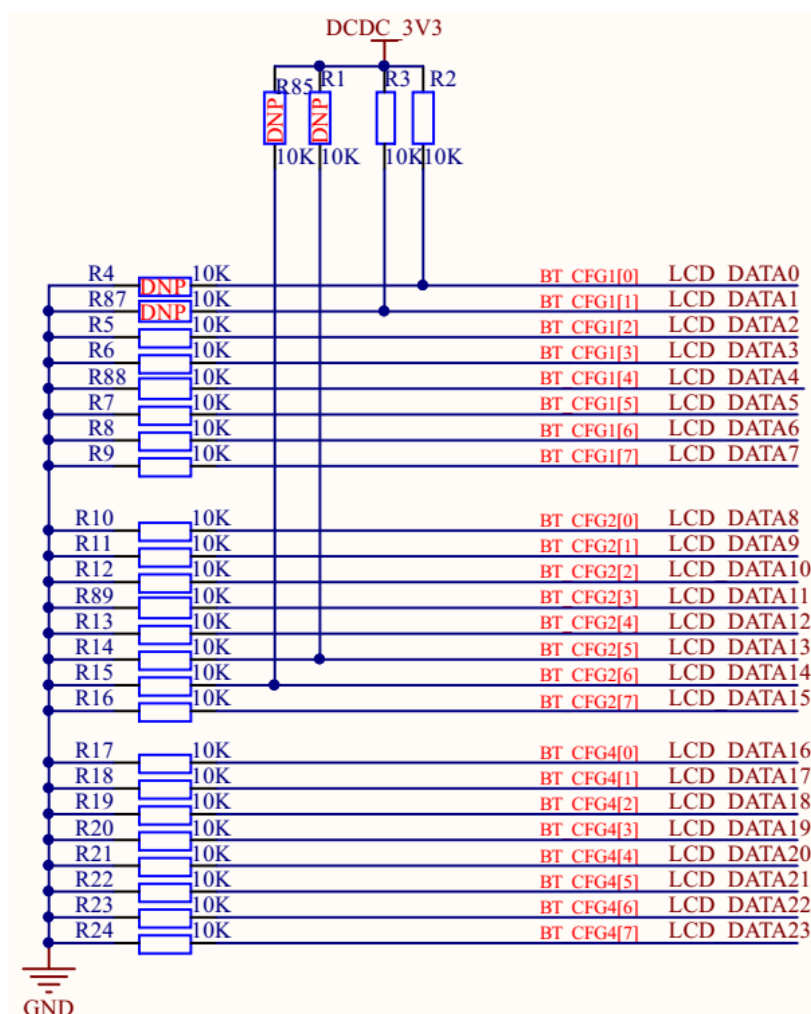 DCDC_3V3
R85 R1 R3 R2
DNP DNP
10K 10K 10K 10K
R4 DNP 10K BT_CFG1[0] LCD_DATA0
R87 DNP 10K BT_CFG1[1] LCD_DATA1
R5 10K BT_CFG1[2] LCD_DATA2
R6 10K BT_CFG1[3] LCD_DATA3
R88 10K BT_CFG1[4] LCD_DATA4
R7 10K BT_CFG1[5] LCD_DATA5
R8 10K BT_CFG1[6] LCD_DATA6
R9 10K BT_CFG1[7] LCD_DATA7
R10 10K BT_CFG2[0] LCD_DATA8
R11 10K BT_CFG2[1] LCD_DATA9
R12 10K BT_CFG2[2] LCD_DATA10
R89 10K BT_CFG2[3] LCD_DATA11
R13 10K BT_CFG2[4] LCD_DATA12
R14 10K BT_CFG2[5] LCD_DATA13
R15 10K BT_CFG2[6] LCD_DATA14
R16 10K BT_CFG2[7] LCD_DATA15
R17 10K BT_CFG4[0] LCD_DATA16
R18 10K BT_CFG4[1] LCD_DATA17
R19 10K BT_CFG4[2] LCD_DATA18
R20 10K BT_CFG4[3] LCD_DATA19
R21 10K BT_CFG4[4] LCD_DATA20
R22 10K BT_CFG4[5] LCD_DATA21
R23 10K BT_CFG4[6] LCD_DATA22
R24 10K BT_CFG4[7] LCD_DATA23
GND